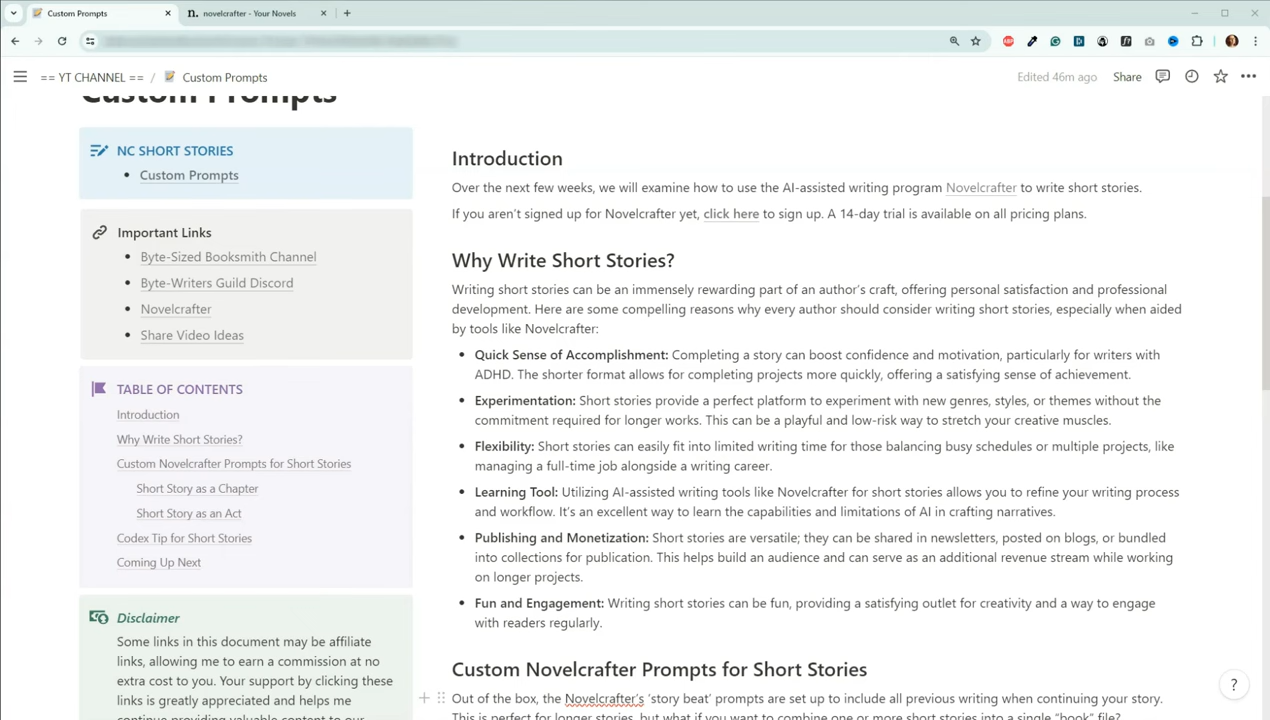 Custom Prompts
novelcrafter - Your Novels
== YT CHANNEL == / Custom Prompts
Edited 46m ago
Share
Custom Prompts
NC SHORT STORIES
• Custom Prompts
Important Links
• Byte-Sized Booksmith Channel
• Byte-Writers Guild Discord
• Novelcrafter
• Share Video Ideas
TABLE OF CONTENTS
Introduction
Why Write Short Stories?
Custom Novelcrafter Prompts for Short Stories
Short Story as a Chapter
Short Story as an Act
Codex Tip for Short Stories
Coming Up Next
Disclaimer
Some links in this document may be affiliate
links, allowing me to earn a commission at no
extra cost to you. Your support by clicking these
links is greatly appreciated and helps me
continue providing valuable content to our
Introduction
Over the next few weeks, we will examine how to use the AI-assisted writing program Novelcrafter to write short stories.
If you aren't signed up for Novelcrafter yet, click here to sign up. A 14-day trial is available on all pricing plans.
Why Write Short Stories?
Writing short stories can be an immensely rewarding part of an author's craft, offering personal satisfaction and professional
development. Here are some compelling reasons why every author should consider writing short stories, especially when aided
by tools like Novelcrafter:
• Quick Sense of Accomplishment: Completing a story can boost confidence and motivation, particularly for writers with
ADHD. The shorter format allows for completing projects more quickly, offering a satisfying sense of achievement.
• Experimentation: Short stories provide a perfect platform to experiment with new genres, styles, or themes without the
commitment required for longer works. This can be a playful and low-risk way to stretch your creative muscles.
• Flexibility: Short stories can easily fit into limited writing time for those balancing busy schedules or multiple projects, like
managing a full-time job alongside a writing career.
• Learning Tool: Utilizing AI-assisted writing tools like Novelcrafter for short stories allows you to refine your writing process
and workflow. It's an excellent way to learn the capabilities and limitations of AI in crafting narratives.
• Publishing and Monetization: Short stories are versatile; they can be shared in newsletters, posted on blogs, or bundled
into collections for publication. This helps build an audience and can serve as an additional revenue stream while working
on longer projects.
• Fun and Engagement: Writing short stories can be fun, providing a satisfying outlet for creativity and a way to engage
with readers regularly.
Custom Novelcrafter Prompts for Short Stories
Out of the box, the Novelcrafter's 'story beat' prompts are set up to include all previous writing when continuing your story.
This is perfect for longer stories, but what if you want to combine one or more short stories into a single "book" file?